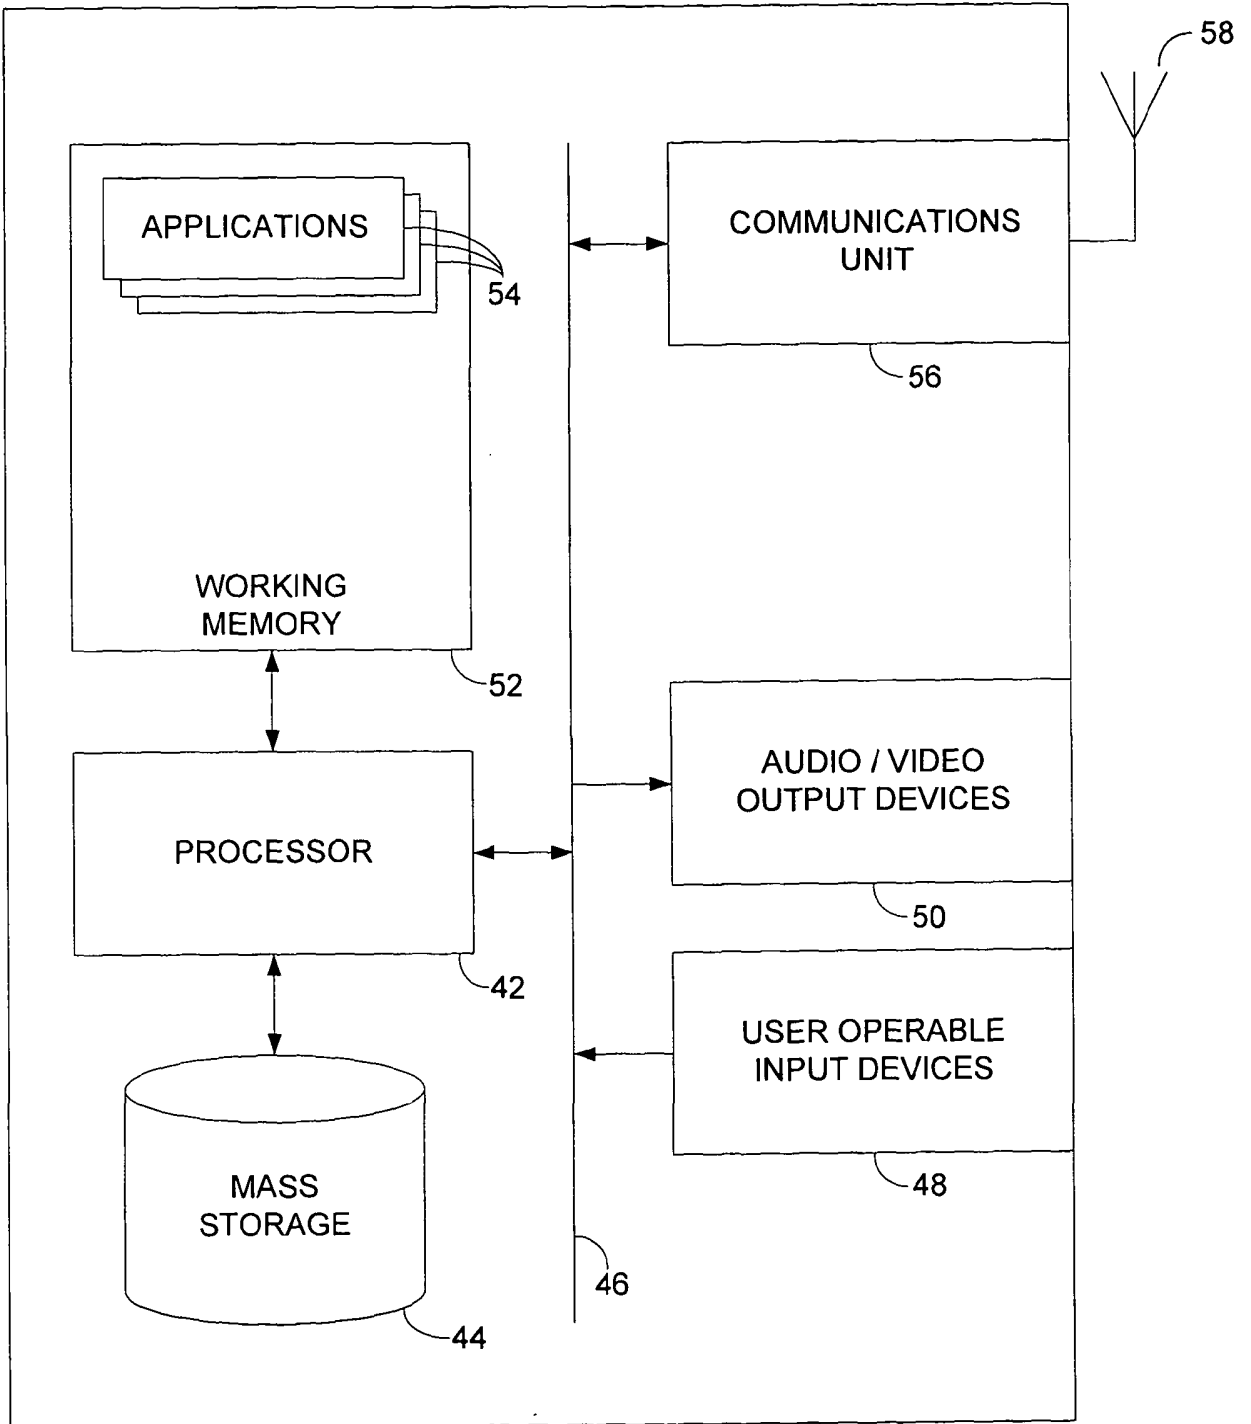 58
APPLICATIONS
54
COMMUNICATIONS
UNIT
56
WORKING
MEMORY
52
AUDIO / VIDEO
OUTPUT DEVICES
50
PROCESSOR
42
USER OPERABLE
INPUT DEVICES
48
MASS
STORAGE
46
44